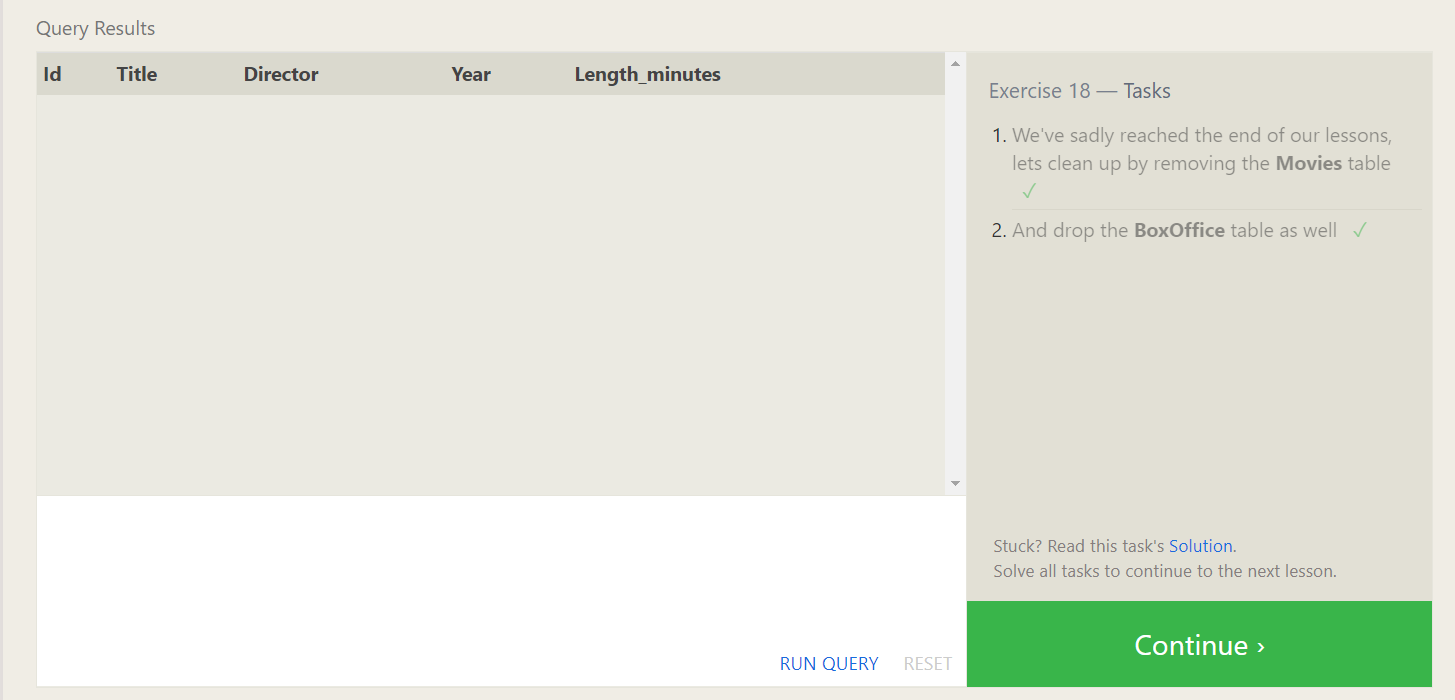 Query Results
Id Title Director Year Length_minutes
Exercise 18 — Tasks
1. We've sadly reached the end of our lessons,
lets clean up by removing the Movies table
✓
2. And drop the BoxOffice table as well ✓
Stuck? Read this task's Solution.
Solve all tasks to continue to the next lesson.
RUN QUERY RESET
Continue ›